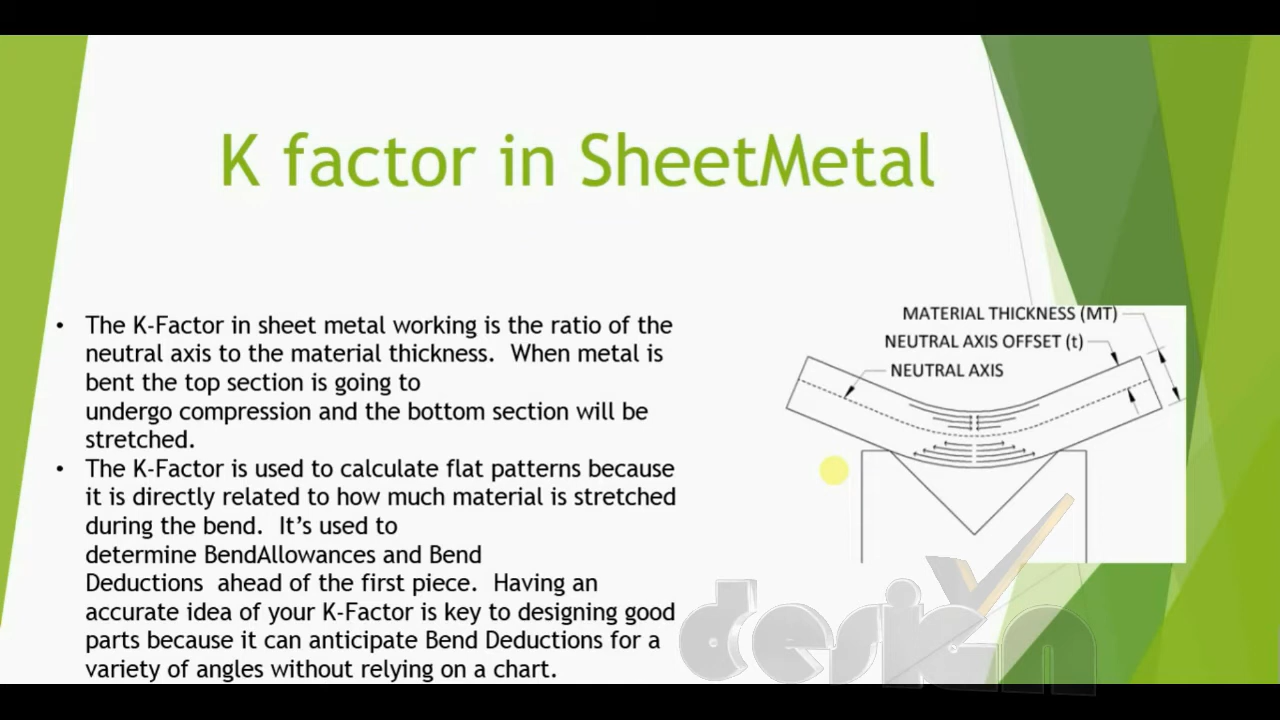 K factor in SheetMetal
• The K-Factor in sheet metal working is the ratio of the
neutral axis to the material thickness.  When metal is
bent the top section is going to
undergo compression and the bottom section will be
stretched.
• The K-Factor is used to calculate flat patterns because
it is directly related to how much material is stretched
during the bend.  It’s used to
determine BendAllowances and Bend
Deductions  ahead of the first piece.  Having an
accurate idea of your K-Factor is key to designing good
parts because it can anticipate Bend Deductions for a
variety of angles without relying on a chart.
MATERIAL THICKNESS (MT)
NEUTRAL AXIS OFFSET (t)
NEUTRAL AXIS
design